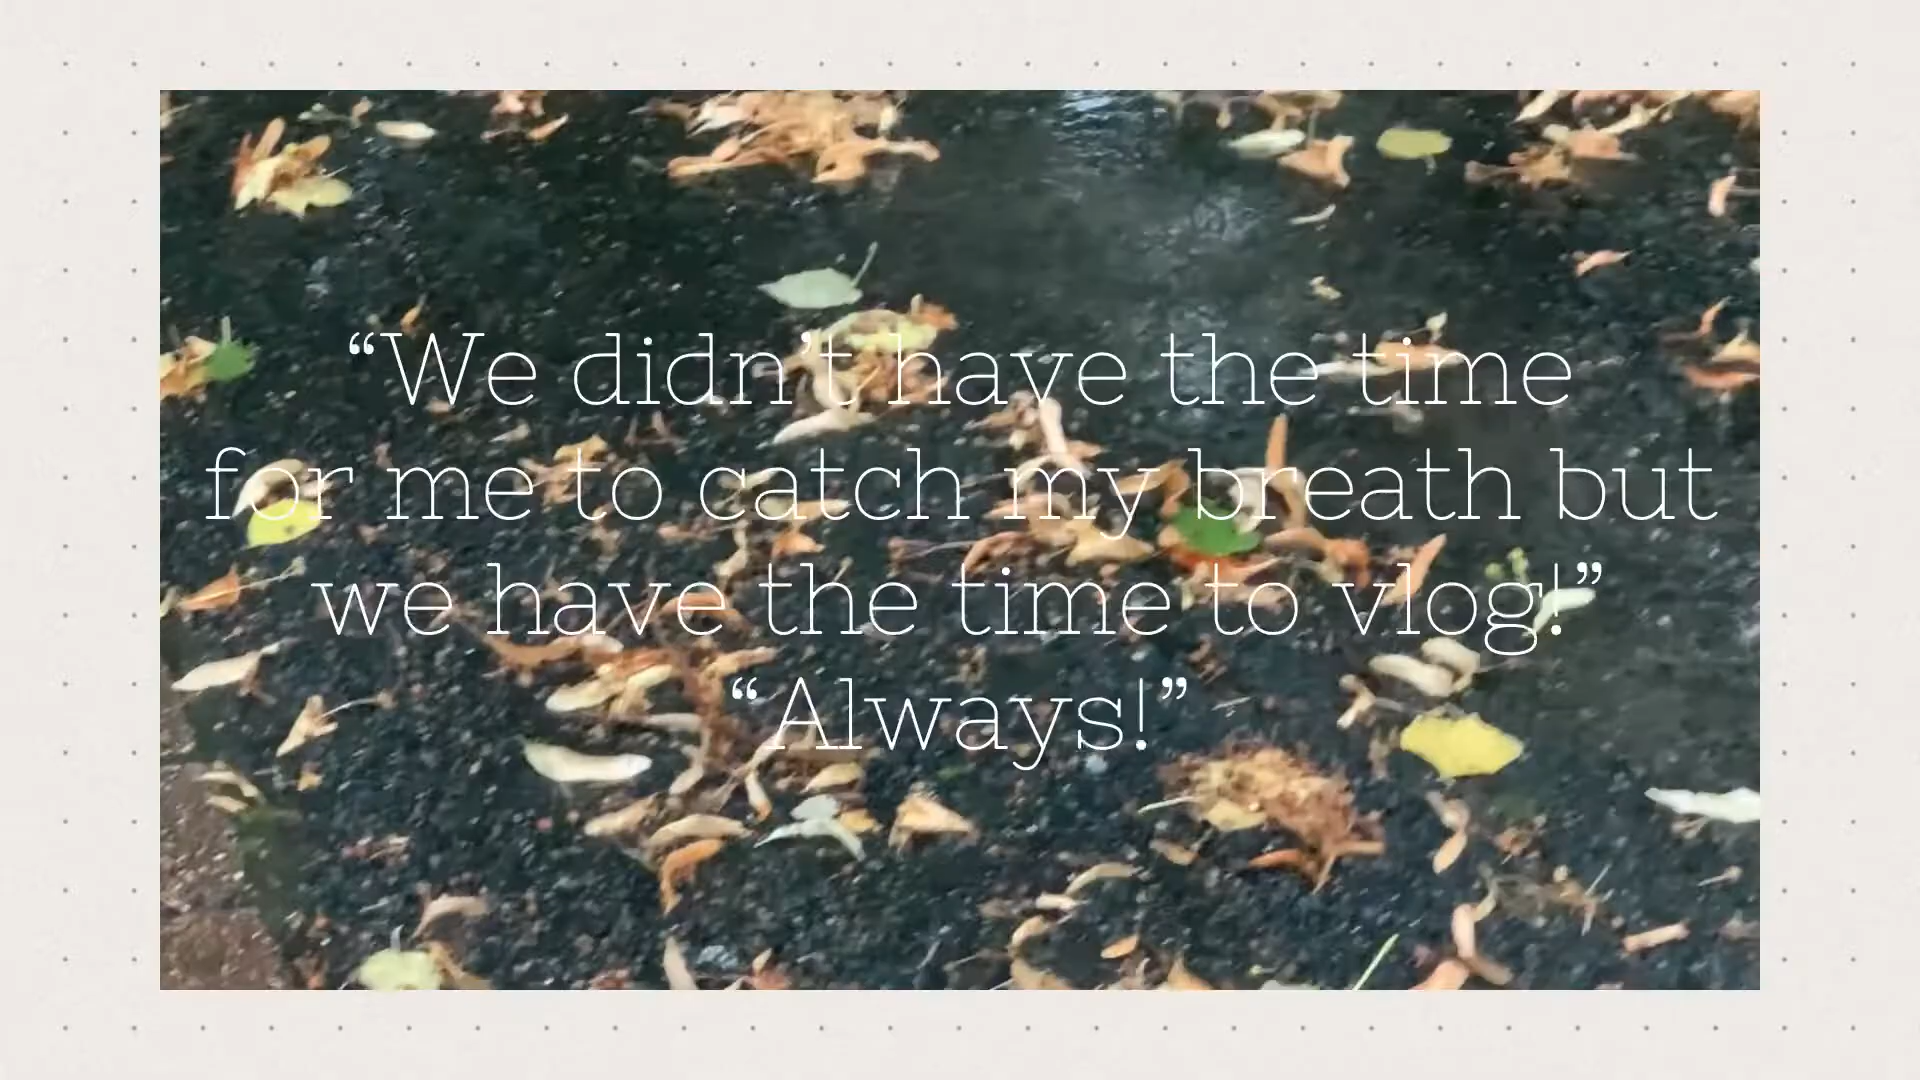 “We didn’t have the time
for me to catch my breath but
we have the time to vlog!”
“Always!”